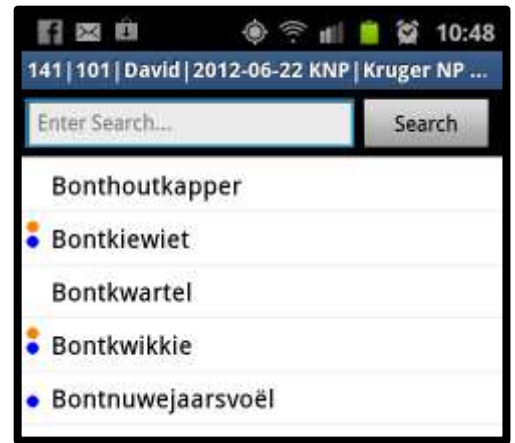 10:48
141|101|David|2012-06-22 KNP|Kruger NP ...
Enter Search... Search
Bonthoutkapper
Bontkiewiet
Bontkwartel
Bontkwikkie
Bontnuwejaarsvoël